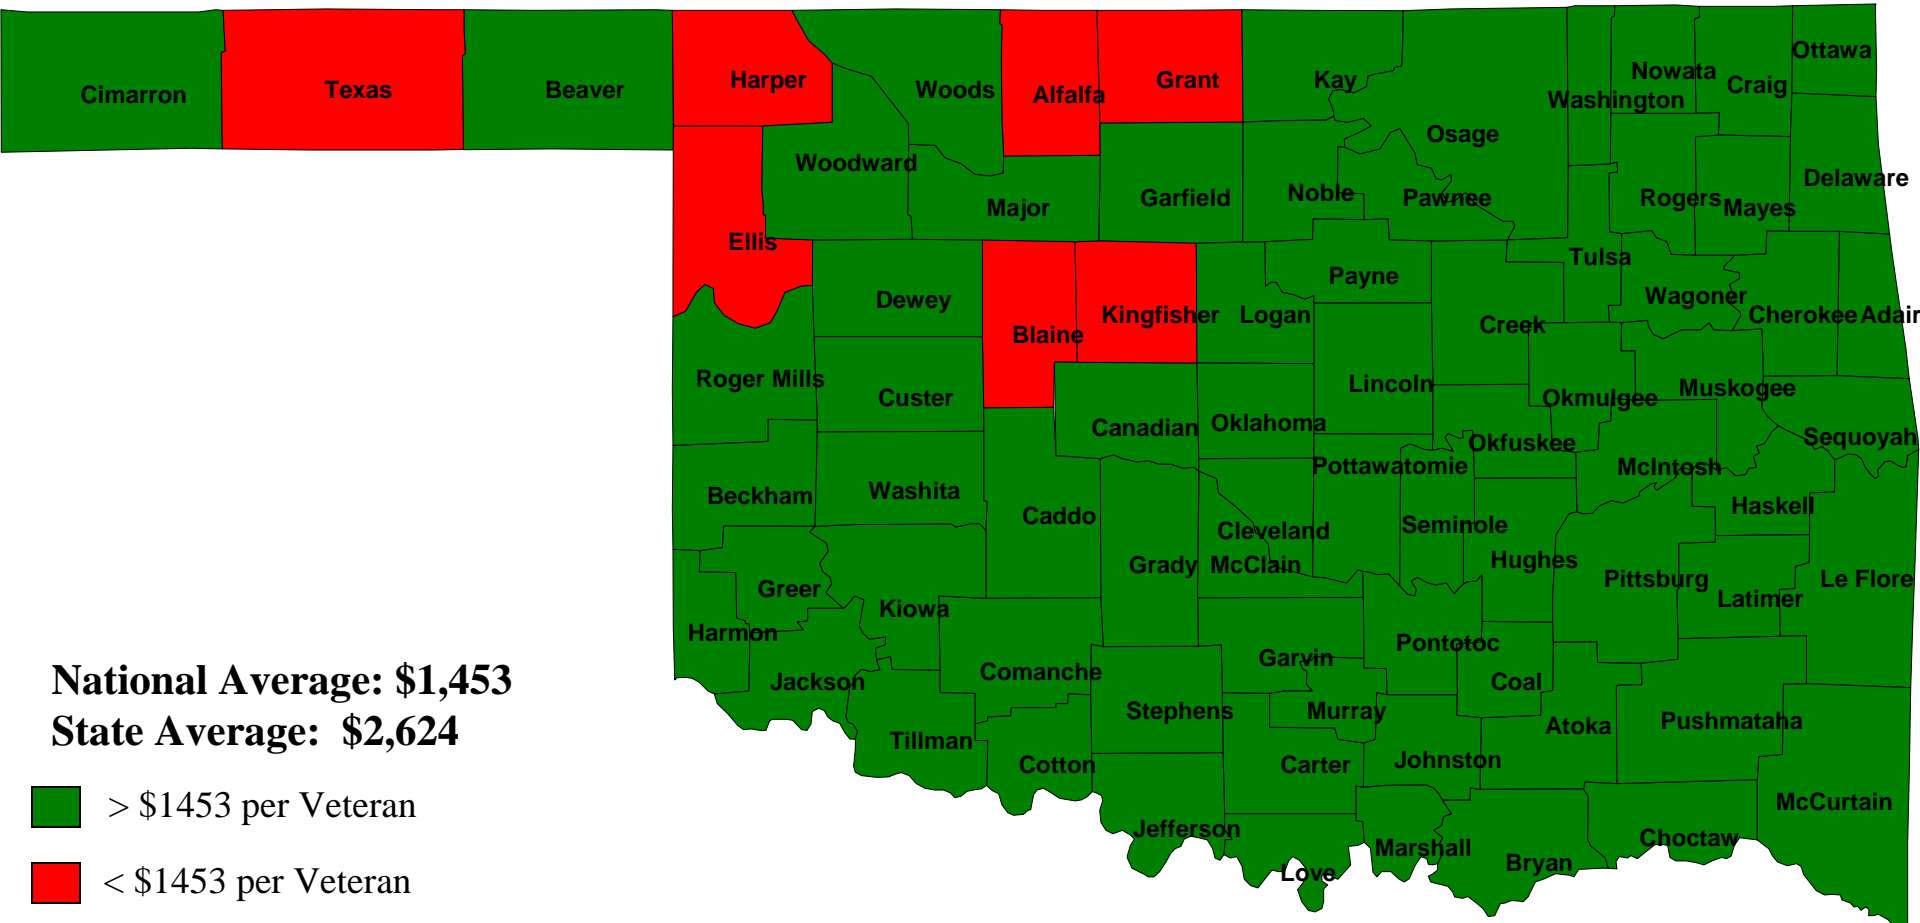 Ottawa
Nowata
Harper
Grant
Kay
Craig
Texas
Beaver
Woods
Cimarron
Alfalfa
Washington
Osage
Woodward
Delaware
Noble
Garfield
Pawnee
Rogers
Major
Mayes
Ellis
Tulsa
Payne
Dewey
Wagoner
Kingfisher
Logan
Cherokee
Adair
Creek
Blaine
Roger Mills
Lincoln
Muskogee
Custer
Okmulgee
Canadian
Oklahoma
Sequoyah
Okfuskee
Pottawatomie
McIntosh
Washita
Beckham
Haskell
Caddo
Seminole
Cleveland
Hughes
Grady
McClain
Pittsburg
Le Flore
Greer
Latimer
Kiowa
Harmon
Pontotoc
Garvin
Comanche
Jackson
Coal
Stephens
Murray
Pushmataha
Atoka
Tillman
Johnston
Cotton
Carter
McCurtain
Jefferson
Choctaw
Marshall
Bryan
Love
National Average: $1,453
State Average: $2,624
> $1453 per Veteran
< $1453 per Veteran